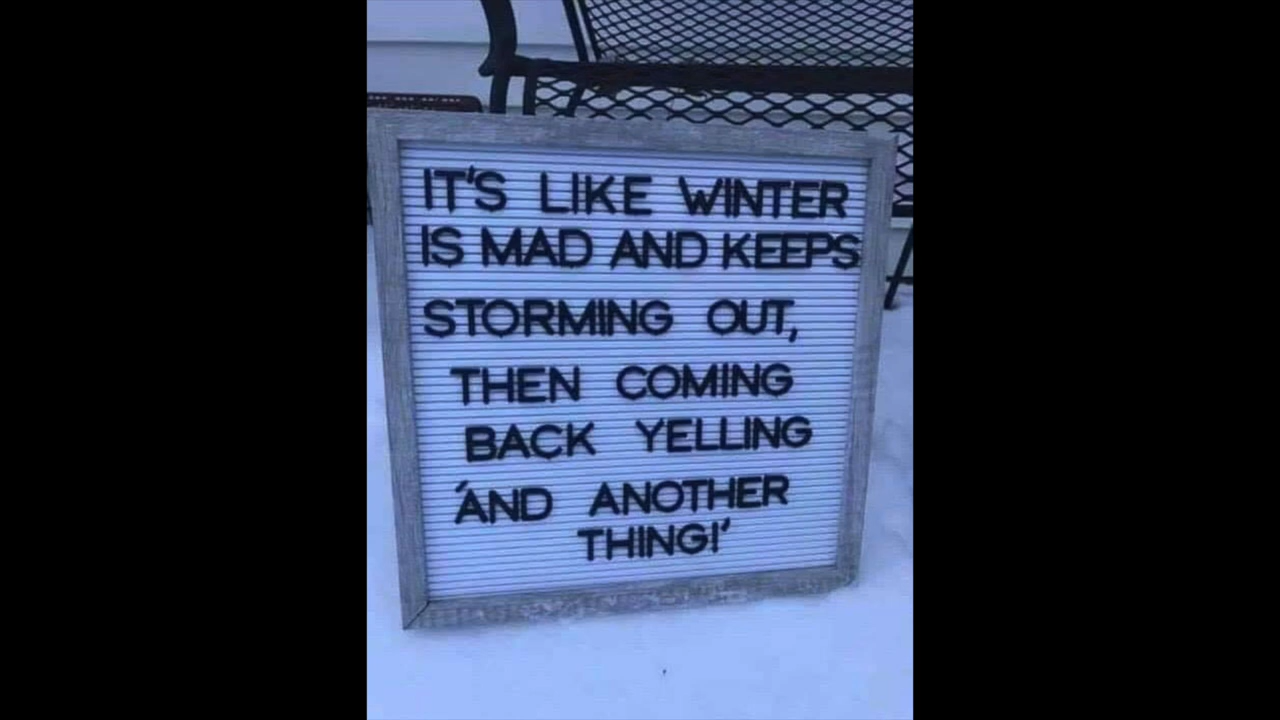 IT'S LIKE WINTER
IS MAD AND KEEPS
STORMING OUT,
THEN COMING
BACK YELLING
'AND ANOTHER
THING!'